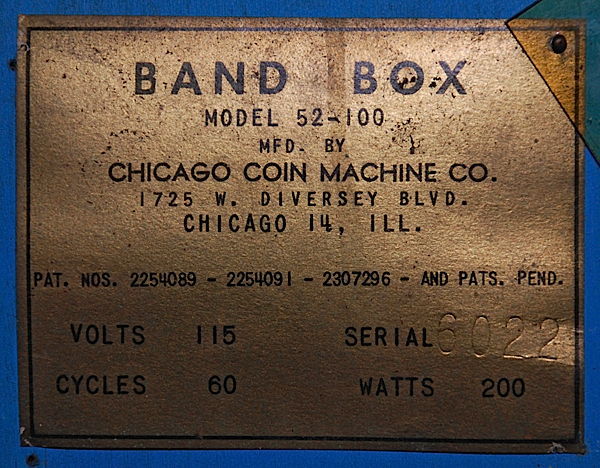 BAND BOX
MODEL 52-100
MFD. BY
CHICAGO COIN MACHINE CO.
1725 W. DIVERSEY BLVD.
CHICAGO 14, ILL.
PAT. NOS. 2254089 - 2254091 - 2307296 - AND PATS. PEND.
VOLTS 115 SERIAL 6022
CYCLES 60 WATTS 200